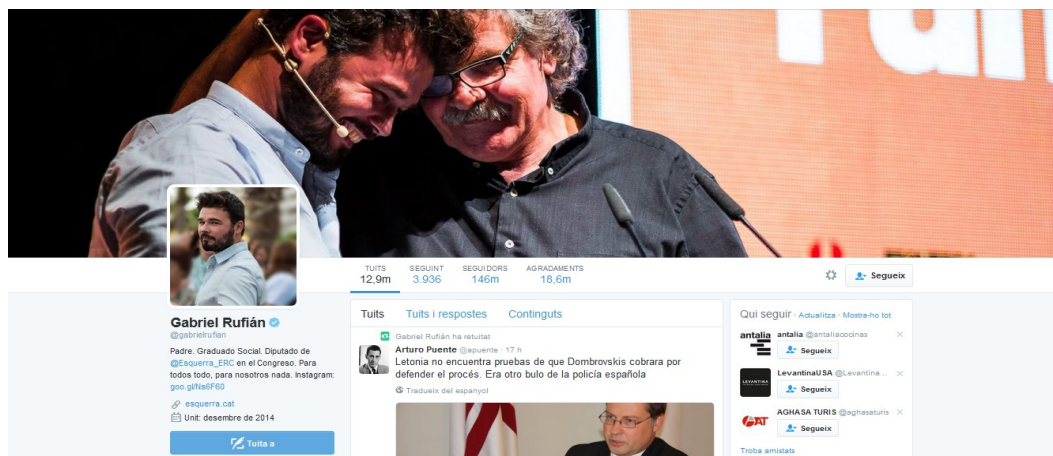 TUITS
12,9m
SEGUINT
3.936
SEGUIDORS
146m
AGRADAMENTS
18,6m
Segueix
Gabriel Rufián
@gabrielrufian
Padre. Graduado Social. Diputado de
@Esquerra_ERC en el Congreso. Para
todos todo, para nosotros nada. Instagram:
goo.gl/Ns6F60
esquerra.cat
Unit: desembre de 2014
Tuita a
Tuits
Tuits i respostes
Continguts
Gabriel Rufián ha retuitat
Arturo Puente @apuente · 17 h
Letonia no encuentra pruebas de que Dombrovskis cobrara por
defender el procés. Era otro bulo de la policía española
Tradueix del espanyol
Qui seguir · Actualitza · Mostra-ho tot
antalia
antalia @antaliacocinas
Segueix
LEVANTINA
LevantinaUSA @Levantina...
Segueix
GAT
AGHASA TURIS @aghasaturis
Segueix
Troba amistats